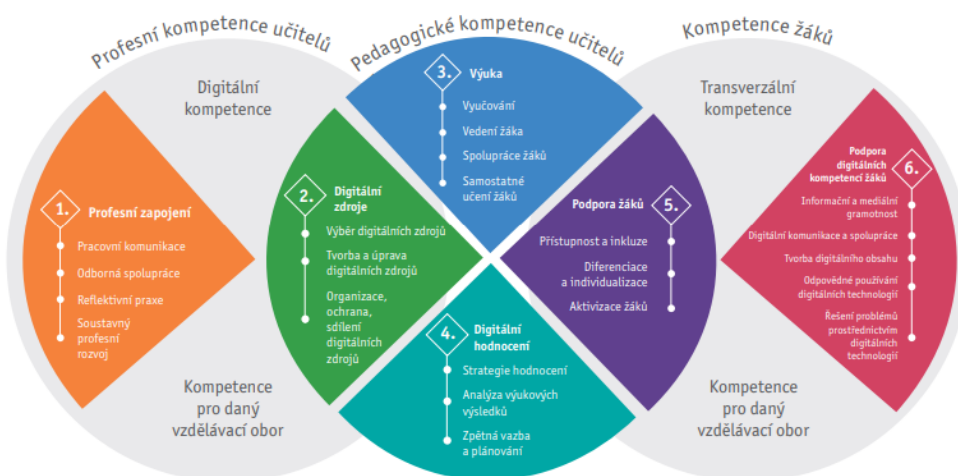 Profesní kompetence učitelů
Pedagogické kompetence učitelů
Kompetence žáků
Digitální
kompetence
Transverzální
kompetence
1.
Profesní zapojení
Pracovní komunikace
Odborná spolupráce
Reflektivní praxe
Soustavný
profesní
rozvoj
2.
Digitální
zdroje
Výběr digitálních zdrojů
Tvorba a úprava
digitálních zdrojů
Organizace,
ochrana,
sdílení
digitálních
zdrojů
3.
Výuka
Vyučování
Vedení žáka
Spolupráce žáků
Samostatné
učení žáků
4.
Digitální
hodnocení
Strategie hodnocení
Analýza výukových
výsledků
Zpětná vazba
a plánování
5.
Podpora žáků
Přístupnost a inkluze
Diferenciace
a individualizace
Aktivizace žáků
6.
Podpora
digitálních
kompetencí žáků
Informační a mediální
gramotnost
Digitální komunikace a spolupráce
Tvorba digitálního obsahu
Odpovědné používání
digitálních technologií
Řešení problémů
prostřednictvím
digitálních
technologií
Kompetence
pro daný
vzdělávací obor
Kompetence
pro daný
vzdělávací obor